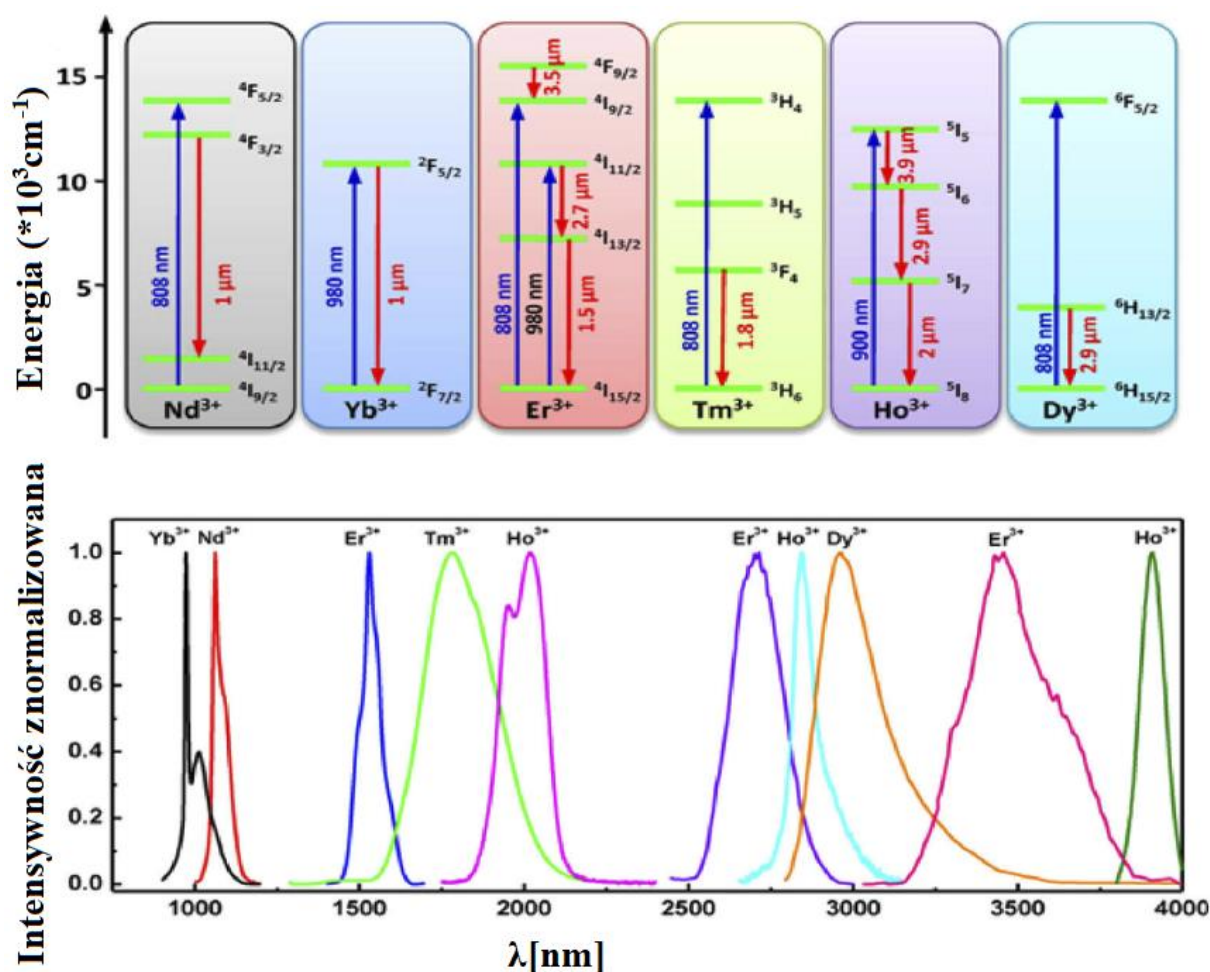 Energia (*10³cm⁻¹)
15
10
5
0
⁴F₅/₂
⁴F₃/₂
808 nm
1 µm
⁴I₁₁/₂
⁴I₉/₂
Nd³⁺
²F₅/₂
980 nm
1 µm
²F₇/₂
Yb³⁺
⁴F₉/₂
3.5 µm
⁴I₉/₂
⁴I₁₁/₂
2.7 µm
⁴I₁₃/₂
808 nm
980 nm
1.5 µm
⁴I₁₅/₂
Er³⁺
³H₄
³H₅
³F₄
808 nm
1.8 µm
³H₆
Tm³⁺
⁵I₅
3.9 µm
⁵I₆
2.9 µm
⁵I₇
900 nm
2 µm
⁵I₈
Ho³⁺
⁶F₅/₂
⁶H₁₃/₂
808 nm
2.9 µm
⁶H₁₅/₂
Dy³⁺
Intensywność znormalizowana
Yb³⁺ Nd³⁺ Er³⁺ Tm³⁺ Ho³⁺ Er³⁺ Ho³⁺ Dy³⁺ Er³⁺ Ho³⁺
1.0
0.8
0.6
0.4
0.2
0.0
1000 1500 2000 2500 3000 3500 4000
λ[nm]